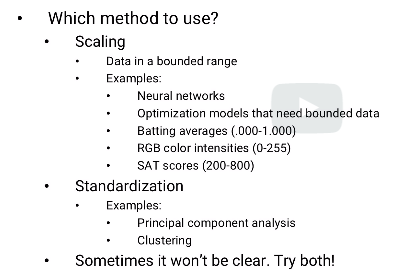 • Which method to use?
• Scaling
• Data in a bounded range
• Examples:
• Neural networks
• Optimization models that need bounded data
• Batting averages (.000-1.000)
• RGB color intensities (0-255)
• SAT scores (200-800)
• Standardization
• Examples:
• Principal component analysis
• Clustering
• Sometimes it won't be clear. Try both!